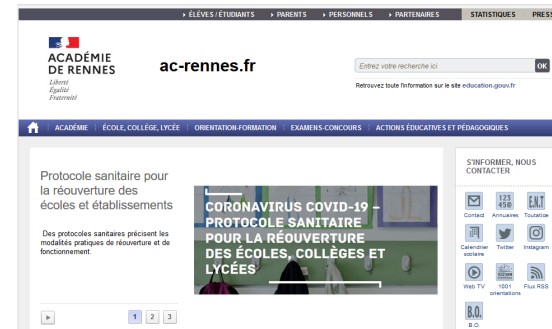 ÉLÈVES / ÉTUDIANTS PARENTS PERSONNELS PARTENAIRES STATISTIQUES PRESS
ACADÉMIE
DE RENNES
Liberté
Égalité
Fraternité
ac-rennes.fr
Entrez votre recherche ici OK
Retrouvez toute l'information sur le site education.gouv.fr
ACADÉMIE ÉCOLE, COLLÈGE, LYCÉE ORIENTATION-FORMATION EXAMENS-CONCOURS ACTIONS ÉDUCATIVES ET PÉDAGOGIQUES
Protocole sanitaire pour
la réouverture des
écoles et établissements
Des protocoles sanitaires précisent les
modalités pratiques de réouverture et de
fonctionnement.
1 2 3
CORONAVIRUS COVID-19 –
PROTOCOLE SANITAIRE
POUR LA RÉOUVERTURE
DES ÉCOLES, COLLÈGES ET
LYCÉES
S'INFORMER, NOUS
CONTACTER
123 E.N.T
45@
Contact Annuaires Toutatice
Calendrier Twitter Instagram
scolaire
Web TV 1001 Flux RSS
orientations
B.O.
B.O.